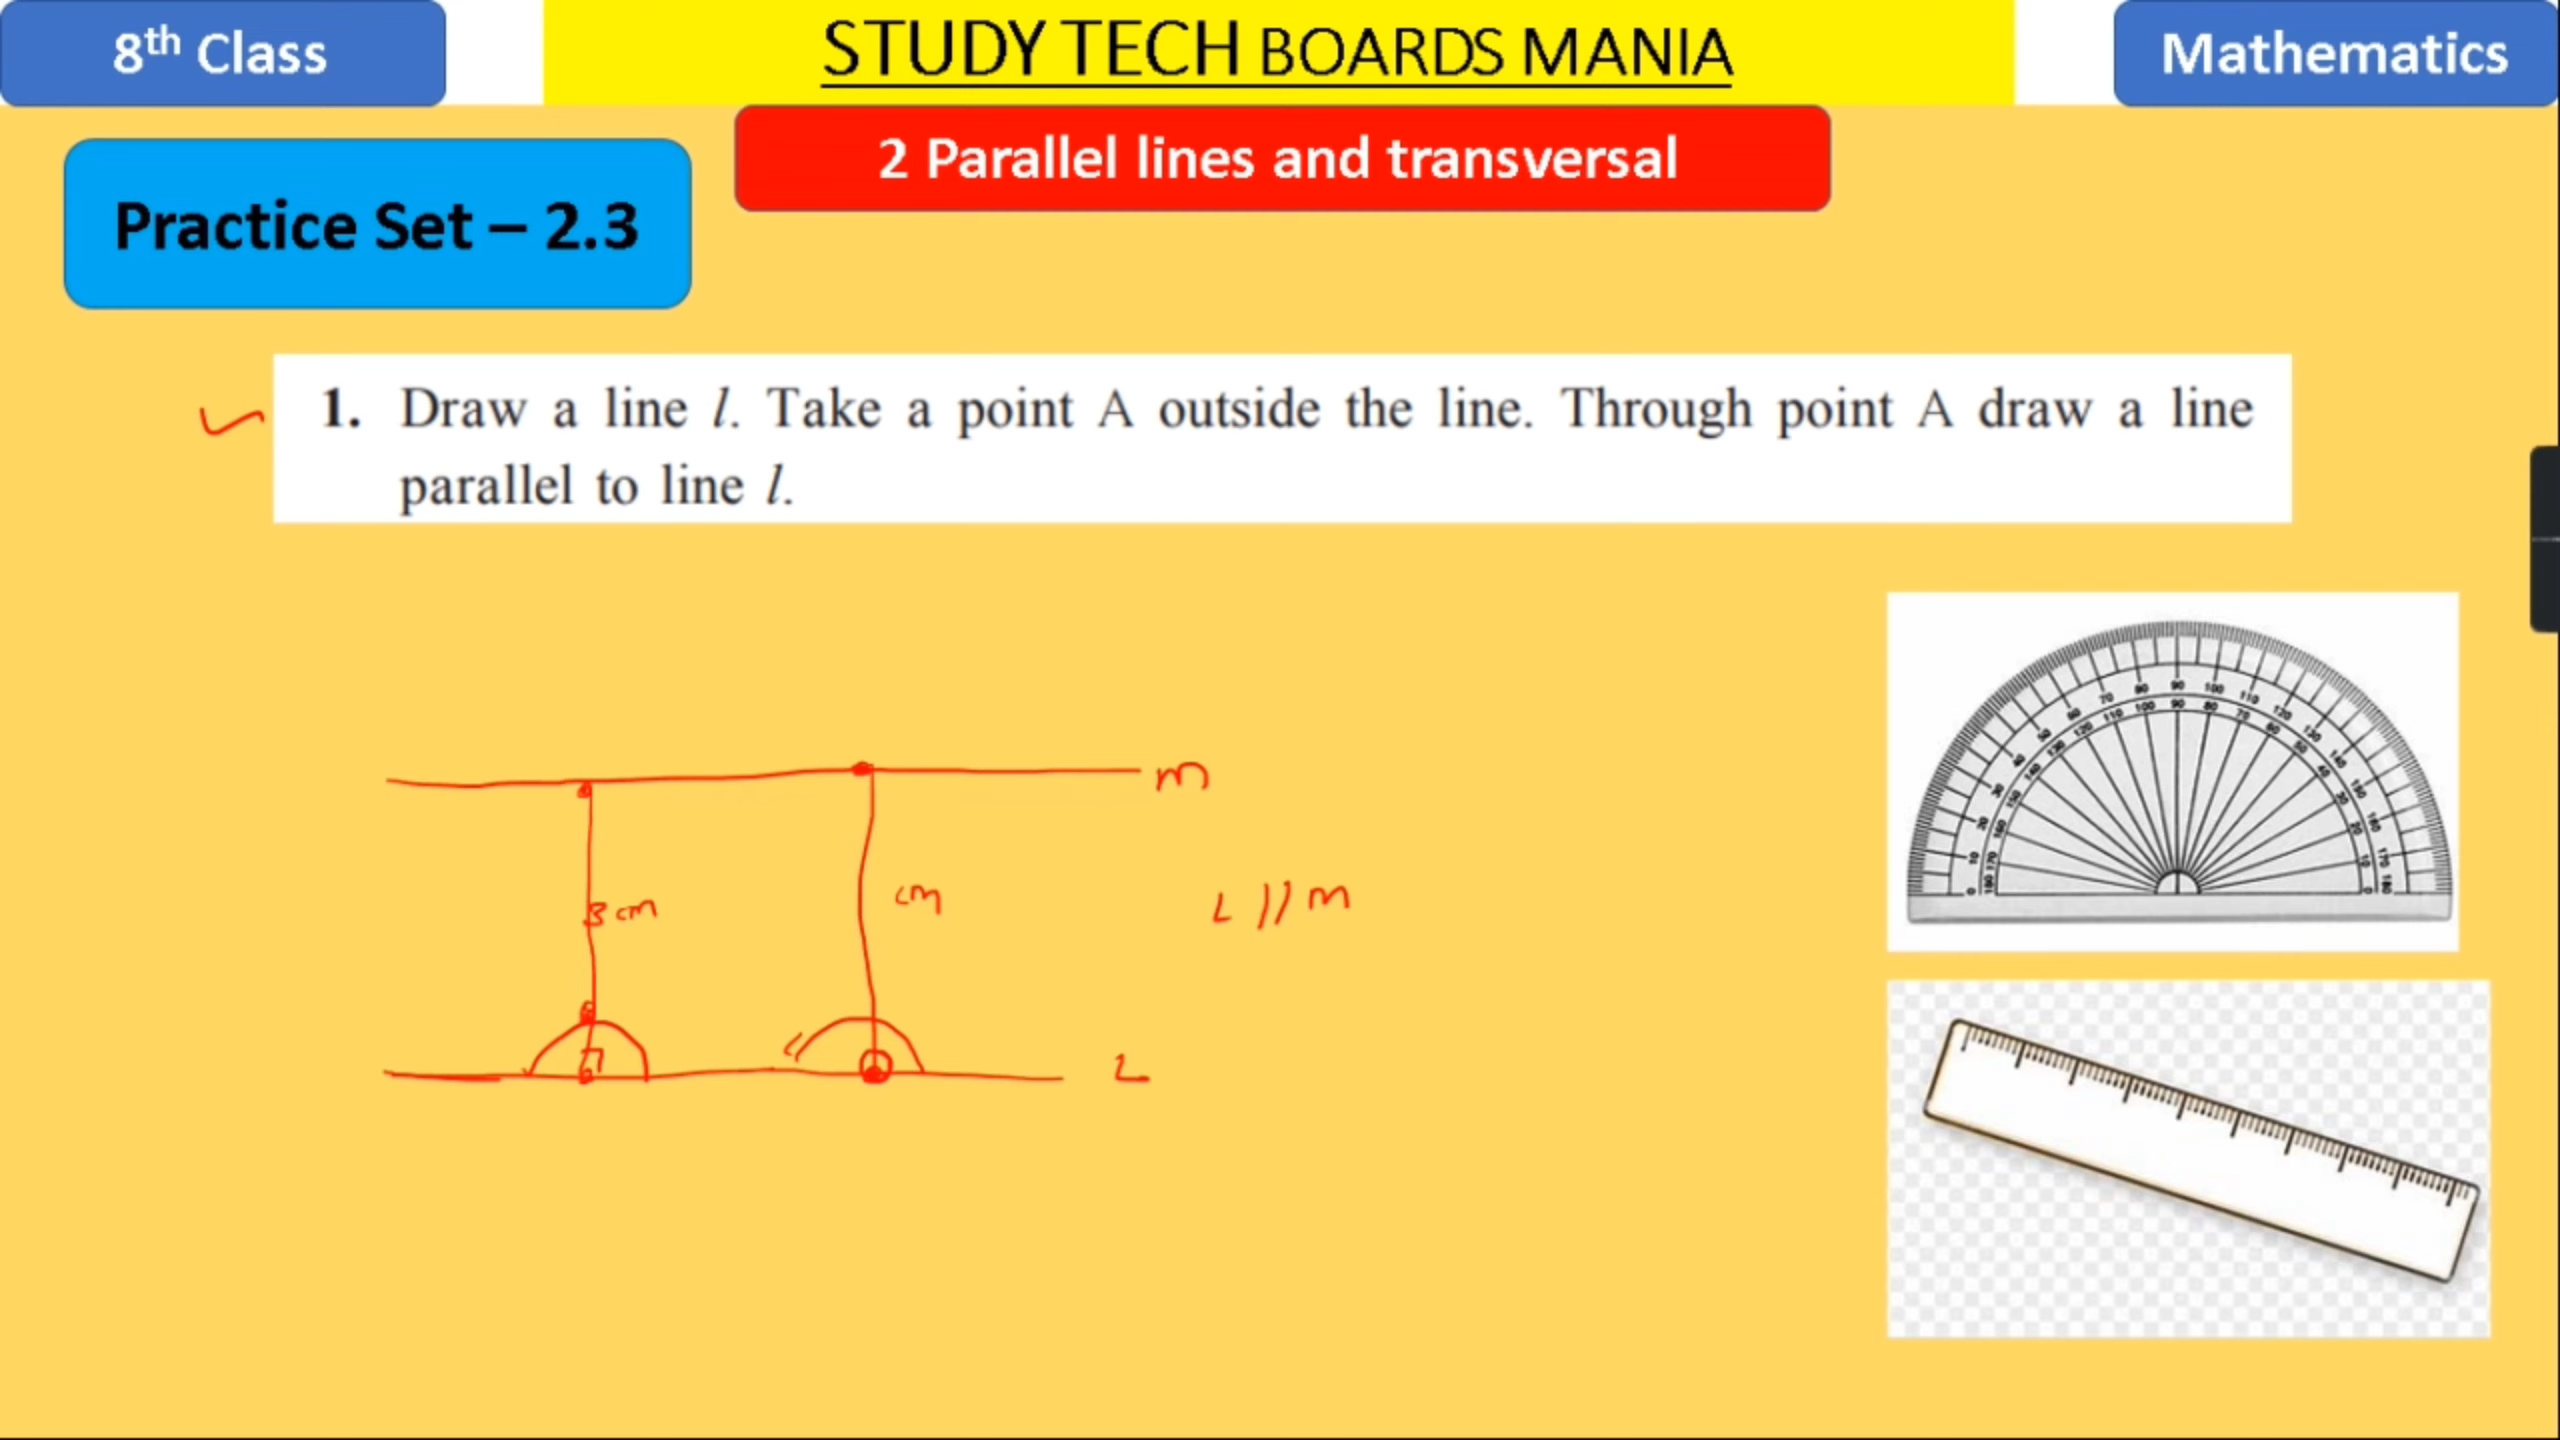 8th Class
STUDY TECH BOARDS MANIA
Mathematics
2 Parallel lines and transversal
Practice Set – 2.3
1. Draw a line l. Take a point A outside the line. Through point A draw a line
parallel to line l.
m
3 cm
cm
L || m
L